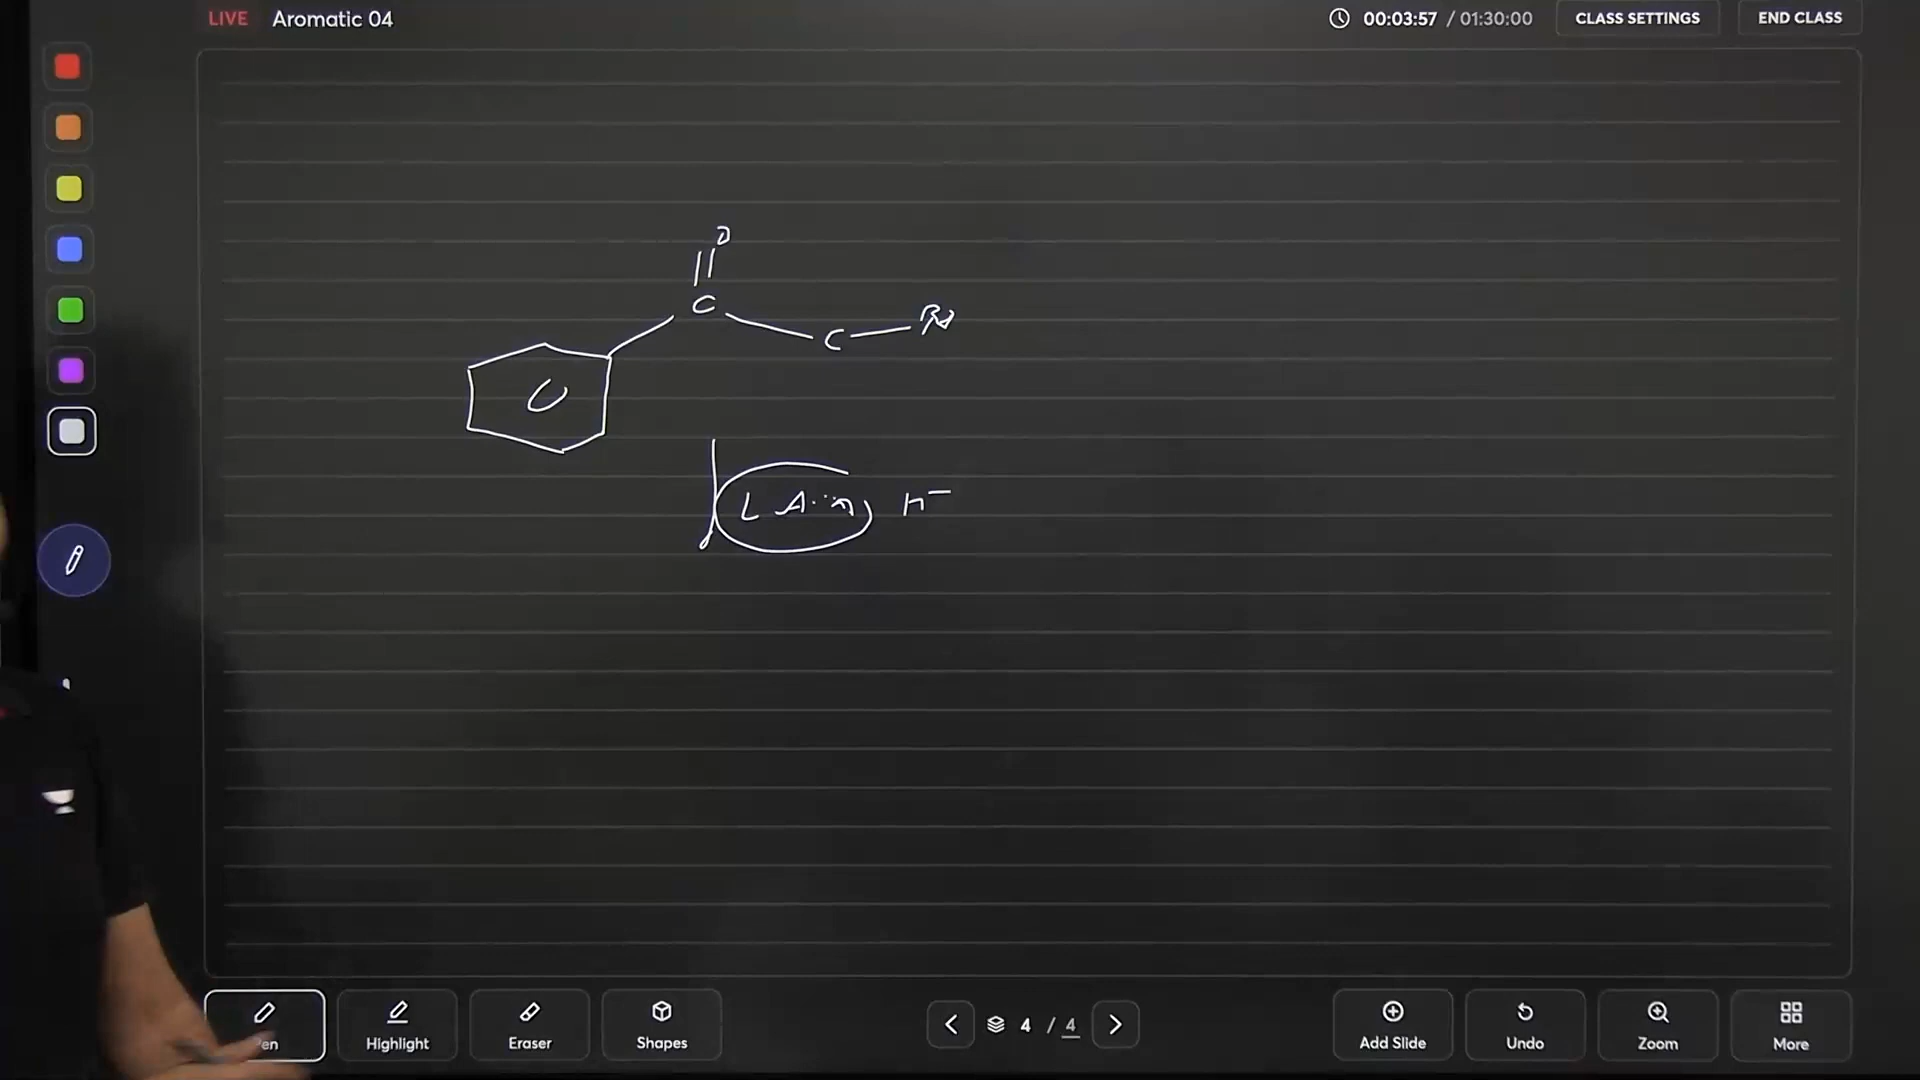 LIVE Aromatic 04 00:03:57 / 01:30:00 CLASS SETTINGS END CLASS
O
C
C
LAH H⁻
Pen Highlight Eraser Shapes 4 / 4 Add Slide Undo Zoom More